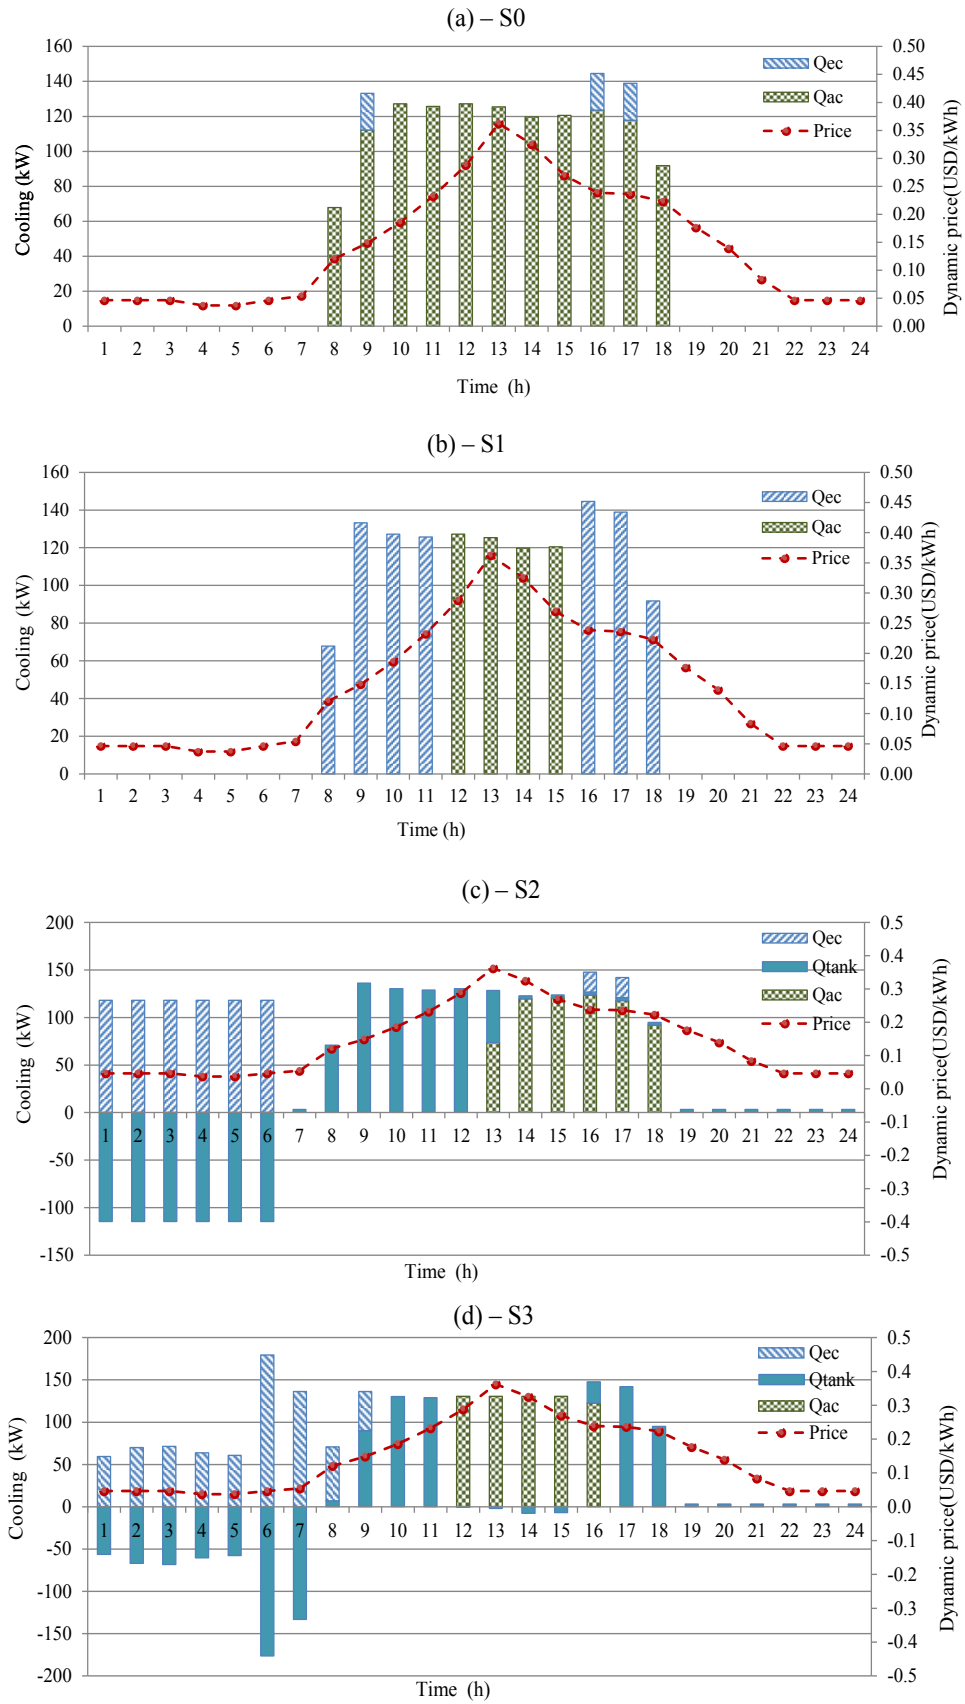 (a) – S0
160
140
120
100
80
60
40
20
0
Cooling (kW)
0.50
0.45
0.40
0.35
0.30
0.25
0.20
0.15
0.10
0.05
0.00
Dynamic price(USD/kWh)
Qec
Qac
Price
1 2 3 4 5 6 7 8 9 10 11 12 13 14 15 16 17 18 19 20 21 22 23 24
Time (h)
(b) – S1
160
140
120
100
80
60
40
20
0
Cooling (kW)
0.50
0.45
0.40
0.35
0.30
0.25
0.20
0.15
0.10
0.05
0.00
Dynamic price(USD/kWh)
Qec
Qac
Price
1 2 3 4 5 6 7 8 9 10 11 12 13 14 15 16 17 18 19 20 21 22 23 24
Time (h)
(c) – S2
200
150
100
50
0
-50
-100
-150
Cooling (kW)
0.5
0.4
0.3
0.2
0.1
0.0
-0.1
-0.2
-0.3
-0.4
-0.5
Dynamic price(USD/kWh)
Qec
Qtank
Qac
Price
1 2 3 4 5 6 7 8 9 10 11 12 13 14 15 16 17 18 19 20 21 22 23 24
Time (h)
(d) – S3
200
150
100
50
0
-50
-100
-150
-200
Cooling (kW)
0.5
0.4
0.3
0.2
0.1
0.0
-0.1
-0.2
-0.3
-0.4
-0.5
Dynamic price(USD/kWh)
Qec
Qtank
Qac
Price
1 2 3 4 5 6 7 8 9 10 11 12 13 14 15 16 17 18 19 20 21 22 23 24
Time (h)